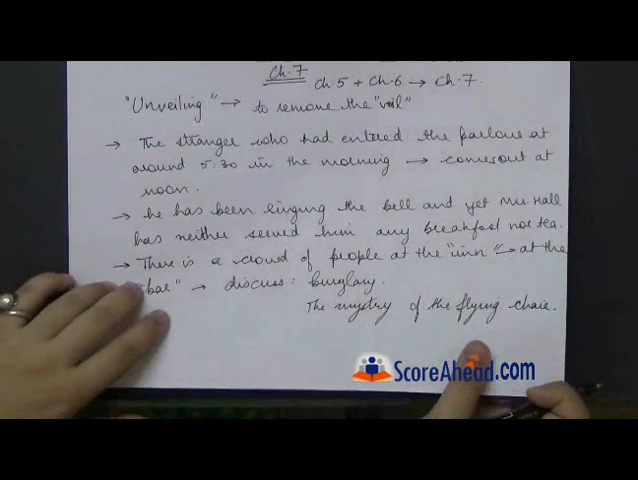 Ch.7 Ch.5 + Ch.6 → Ch.7.
"Unveiling" → to remove the "veil"
→ The stranger who had entered the parlour at
around 5:30 in the morning → comes out at
noon.
→ he has been ringing the bell and yet Mrs. Hall
has neither served him any breakfast nor tea.
→ There is a crowd of people at the "inn" → at the
"bar" → discuss: burglary.
The mystery of the flying chair.
ScoreAhead.com